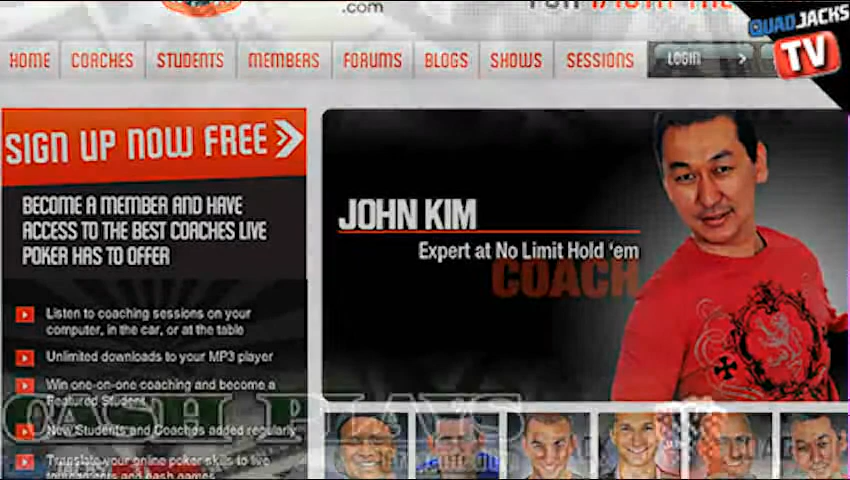 .com
QUADJACKS
TV
HOME COACHES STUDENTS MEMBERS FORUMS BLOGS SHOWS SESSIONS LOGIN
SIGN UP NOW FREE
BECOME A MEMBER AND HAVE
ACCESS TO THE BEST COACHES LIVE
POKER HAS TO OFFER
Listen to coaching sessions on your
computer, in the car, or at the table
Unlimited downloads to your MP3 player
Win one-on-one coaching and become a
Featured Student
New Students and Coaches added regularly
Translate your online poker skills to live
tournaments and cash games
JOHN KIM
Expert at No Limit Hold 'em
COACH
CASH PLAYS
COACH